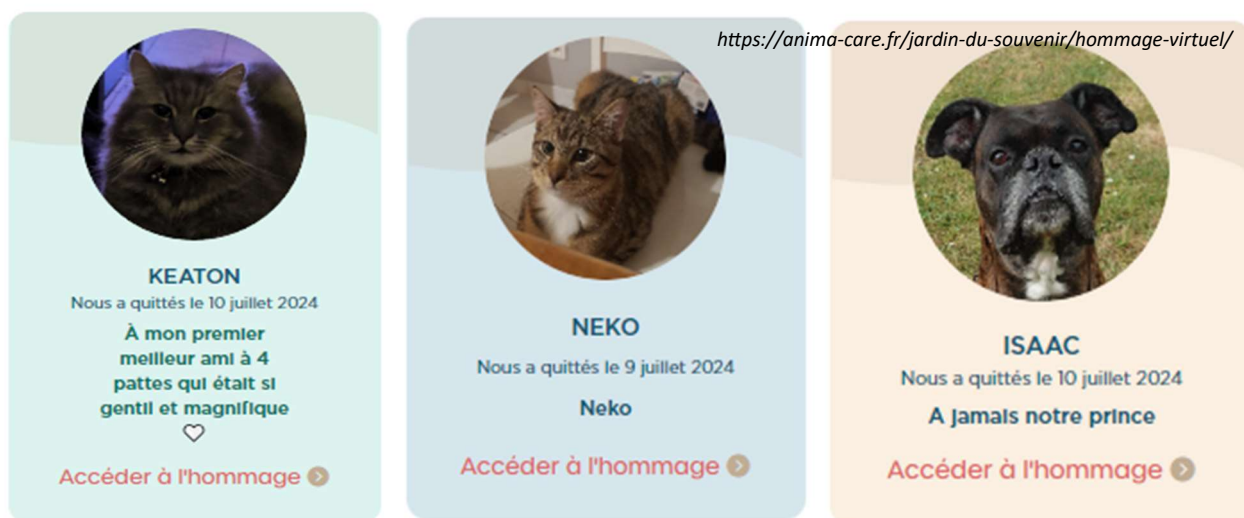 https://anima-care.fr/jardin-du-souvenir/hommage-virtuel/
KEATON
Nous a quittés le 10 juillet 2024
À mon premier
meilleur ami à 4
pattes qui était si
gentil et magnifique
♡
Accéder à l'hommage
NEKO
Nous a quittés le 9 juillet 2024
Neko
Accéder à l'hommage
ISAAC
Nous a quittés le 10 juillet 2024
A jamais notre prince
Accéder à l'hommage